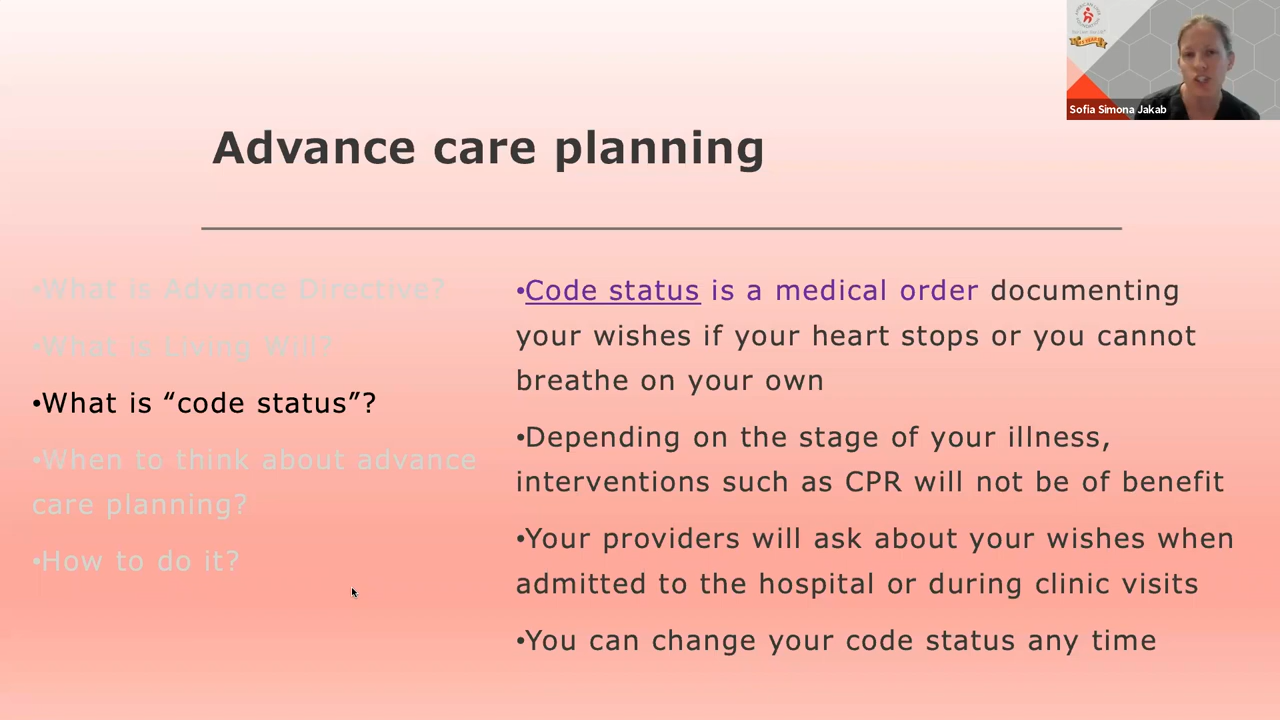 Sofia Simona Jakab
Advance care planning
•What is Advance Directive?
•What is Living Will?
•What is “code status”?
•When to think about advance
care planning?
•How to do it?
•Code status is a medical order documenting
your wishes if your heart stops or you cannot
breathe on your own
•Depending on the stage of your illness,
interventions such as CPR will not be of benefit
•Your providers will ask about your wishes when
admitted to the hospital or during clinic visits
•You can change your code status any time